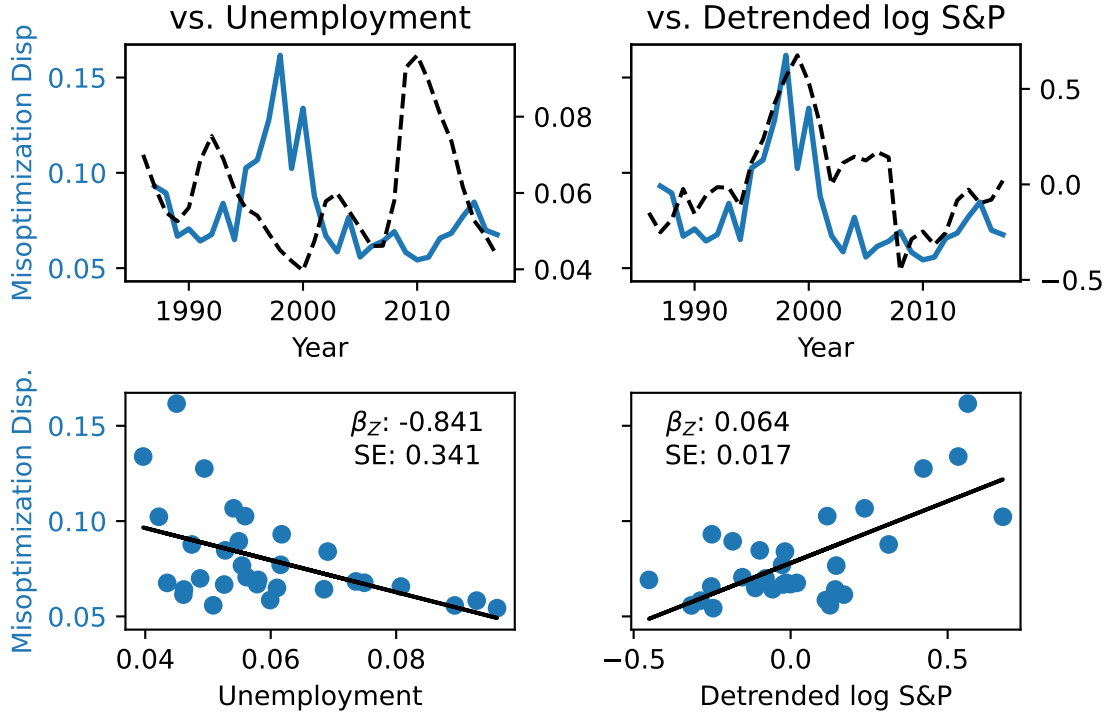 vs. Unemployment
vs. Detrended log S&P
Misoptimization Disp
0.15
0.10
0.05
0.08
0.06
0.04
1990
2000
2010
Year
0.5
0.0
−0.5
1990
2000
2010
Year
Misoptimization Disp.
0.15
0.10
0.05
β_Z: -0.841
SE: 0.341
0.04
0.06
0.08
Unemployment
β_Z: 0.064
SE: 0.017
−0.5
0.0
0.5
Detrended log S&P